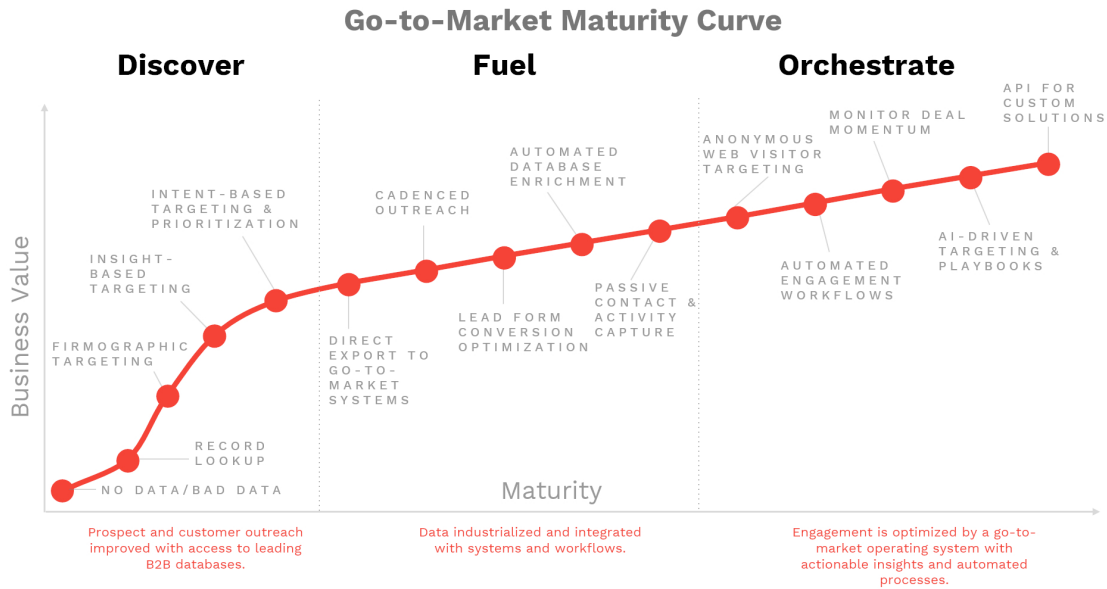 Go-to-Market Maturity Curve
Discover
Fuel
Orchestrate
Business Value
NO DATA/BAD DATA
RECORD
LOOKUP
FIRMOGRAPHIC
TARGETING
INSIGHT-
BASED
TARGETING
INTENT-BASED
TARGETING &
PRIORITIZATION
DIRECT
EXPORT TO
GO-TO-
MARKET
SYSTEMS
CADENCED
OUTREACH
LEAD FORM
CONVERSION
OPTIMIZATION
AUTOMATED
DATABASE
ENRICHMENT
PASSIVE
CONTACT &
ACTIVITY
CAPTURE
ANONYMOUS
WEB VISITOR
TARGETING
AUTOMATED
ENGAGEMENT
WORKFLOWS
MONITOR DEAL
MOMENTUM
AI-DRIVEN
TARGETING &
PLAYBOOKS
API FOR
CUSTOM
SOLUTIONS
Maturity
Prospect and customer outreach
improved with access to leading
B2B databases.
Data industrialized and integrated
with systems and workflows.
Engagement is optimized by a go-to-
market operating system with
actionable insights and automated
processes.